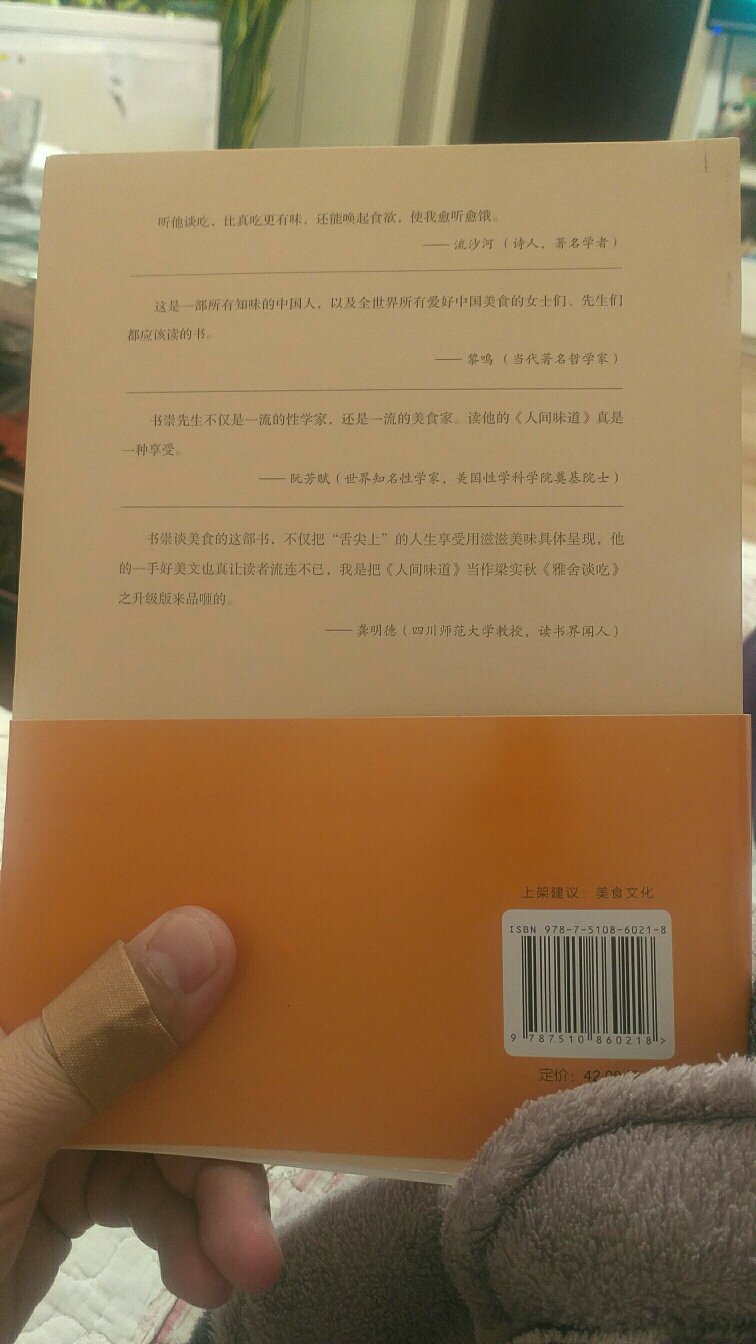 听他谈吃，比真吃更有味，还能唤起食欲，使我愈听愈饿。
——流沙河（诗人，著名学者）
这是一部所有知味的中国人，以及全世界所有爱好中国美食的女士们、先生们
都应该读的书。
——黎鸣（当代著名哲学家）
书崇先生不仅是一流的性学家，还是一流的美食家。读他的《人间味道》真是
一种享受。
——阮芳赋（世界知名性学家，美国性学科学院奠基院士）
书崇谈美食的这部书，不仅把“舌尖上”的人生享受用滋滋美味具体呈现，他
的一手好美文也真让读者流连不已，我是把《人间味道》当作梁实秋《雅舍谈吃》
之升级版来品咂的。
——龚明德（四川师范大学教授，读书界闻人）
上架建议：美食文化
ISBN 978-7-5108-6021-8
9 787510 860218 >
定价：42.00